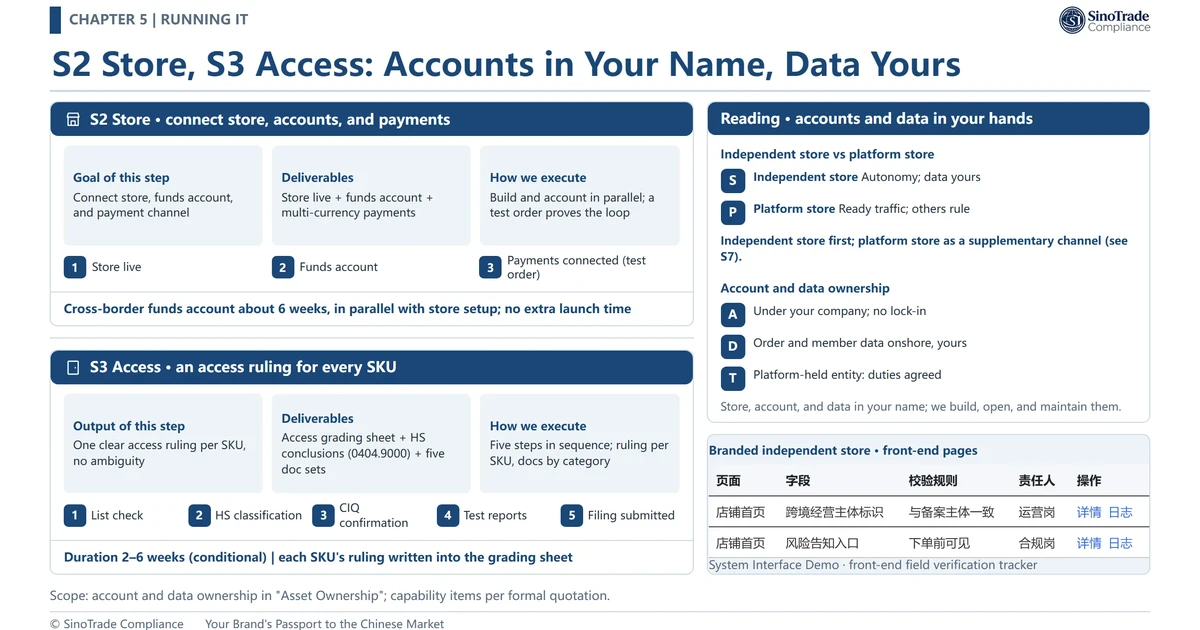 CHAPTER 5 | RUNNING IT
SinoTrade
Compliance
S2 Store, S3 Access: Accounts in Your Name, Data Yours
S2 Store • connect store, accounts, and payments
Goal of this step
Connect store, funds account,
and payment channel
Deliverables
Store live + funds account +
multi-currency payments
How we execute
Build and account in parallel; a
test order proves the loop
1 Store live
2 Funds account
3 Payments connected (test
order)
Cross-border funds account about 6 weeks, in parallel with store setup; no extra launch time
S3 Access • an access ruling for every SKU
Output of this step
One clear access ruling per SKU,
no ambiguity
Deliverables
Access grading sheet + HS
conclusions (0404.9000) + five
doc sets
How we execute
Five steps in sequence; ruling per
SKU, docs by category
1 List check
2 HS classification
3 CIQ
confirmation
4 Test reports
5 Filing submitted
Duration 2–6 weeks (conditional) | each SKU's ruling written into the grading sheet
Reading • accounts and data in your hands
Independent store vs platform store
S Independent store Autonomy; data yours
P Platform store Ready traffic; others rule
Independent store first; platform store as a supplementary channel (see
S7).
Account and data ownership
A Under your company; no lock-in
D Order and member data onshore, yours
T Platform-held entity: duties agreed
Store, account, and data in your name; we build, open, and maintain them.
Branded independent store • front-end pages
页面 字段 校验规则 责任人 操作
店铺首页 跨境经营主体标识 与备案主体一致 运营岗 详情 日志
店铺首页 风险告知入口 下单前可见 合规岗 详情 日志
System Interface Demo · front-end field verification tracker
Scope: account and data ownership in "Asset Ownership"; capability items per formal quotation.
© SinoTrade Compliance Your Brand's Passport to the Chinese Market